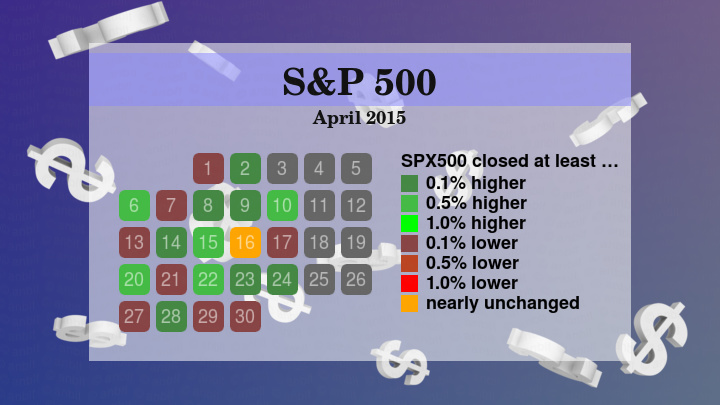 S&P 500
April 2015
1 2 3 4 5
6 7 8 9 10 11 12
13 14 15 16 17 18 19
20 21 22 23 24 25 26
27 28 29 30
SPX500 closed at least …
0.1% higher
0.5% higher
1.0% higher
0.1% lower
0.5% lower
1.0% lower
nearly unchanged